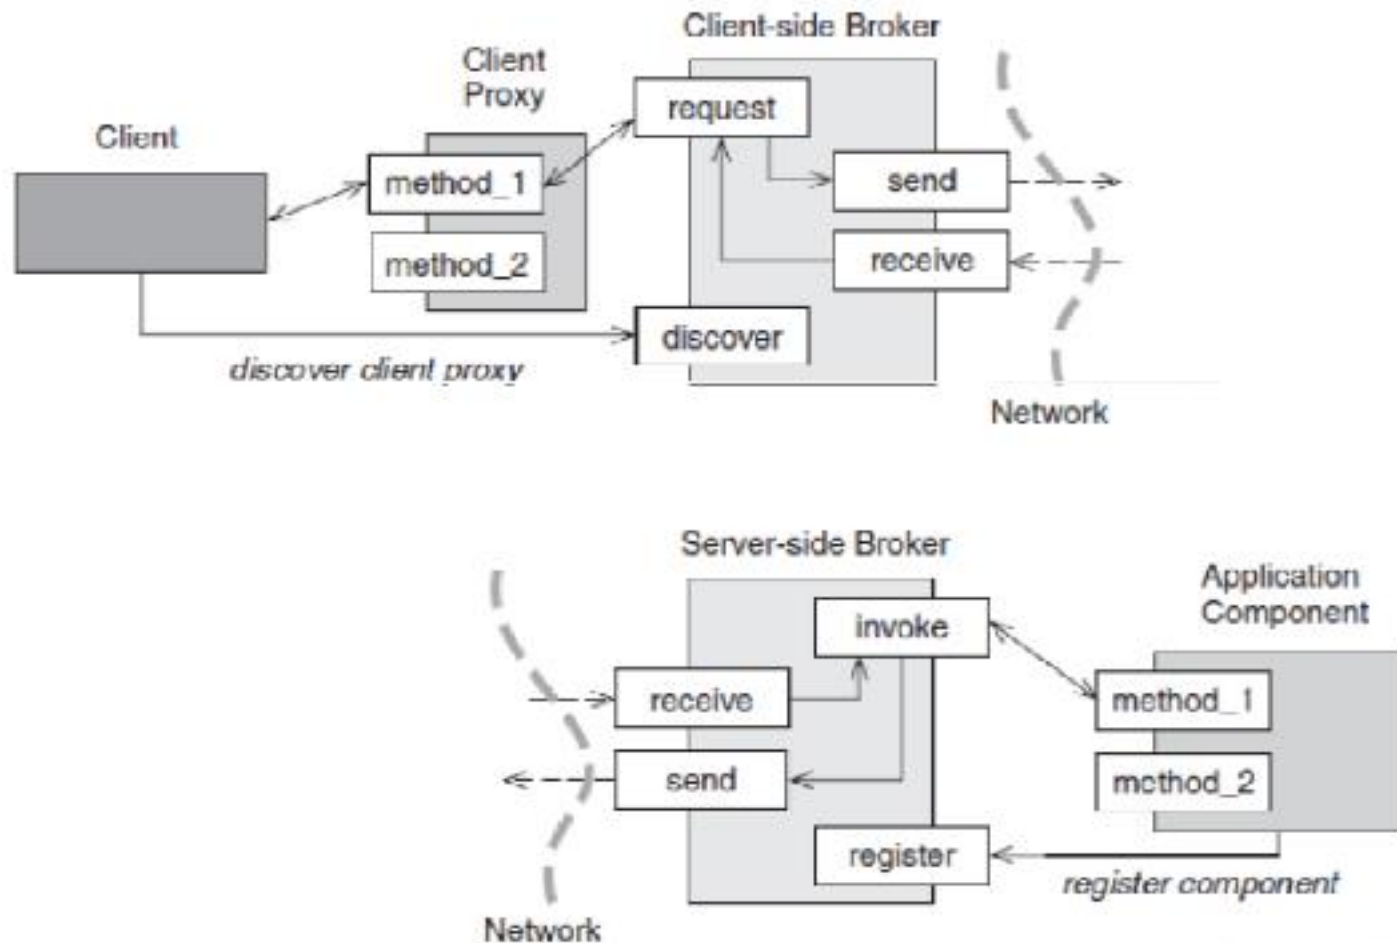 Client-side Broker
Client
Proxy
Client
request
method_1
send
method_2
receive
discover
discover client proxy
Network
Server-side Broker
Application
Component
invoke
receive
method_1
send
method_2
register
register component
Network